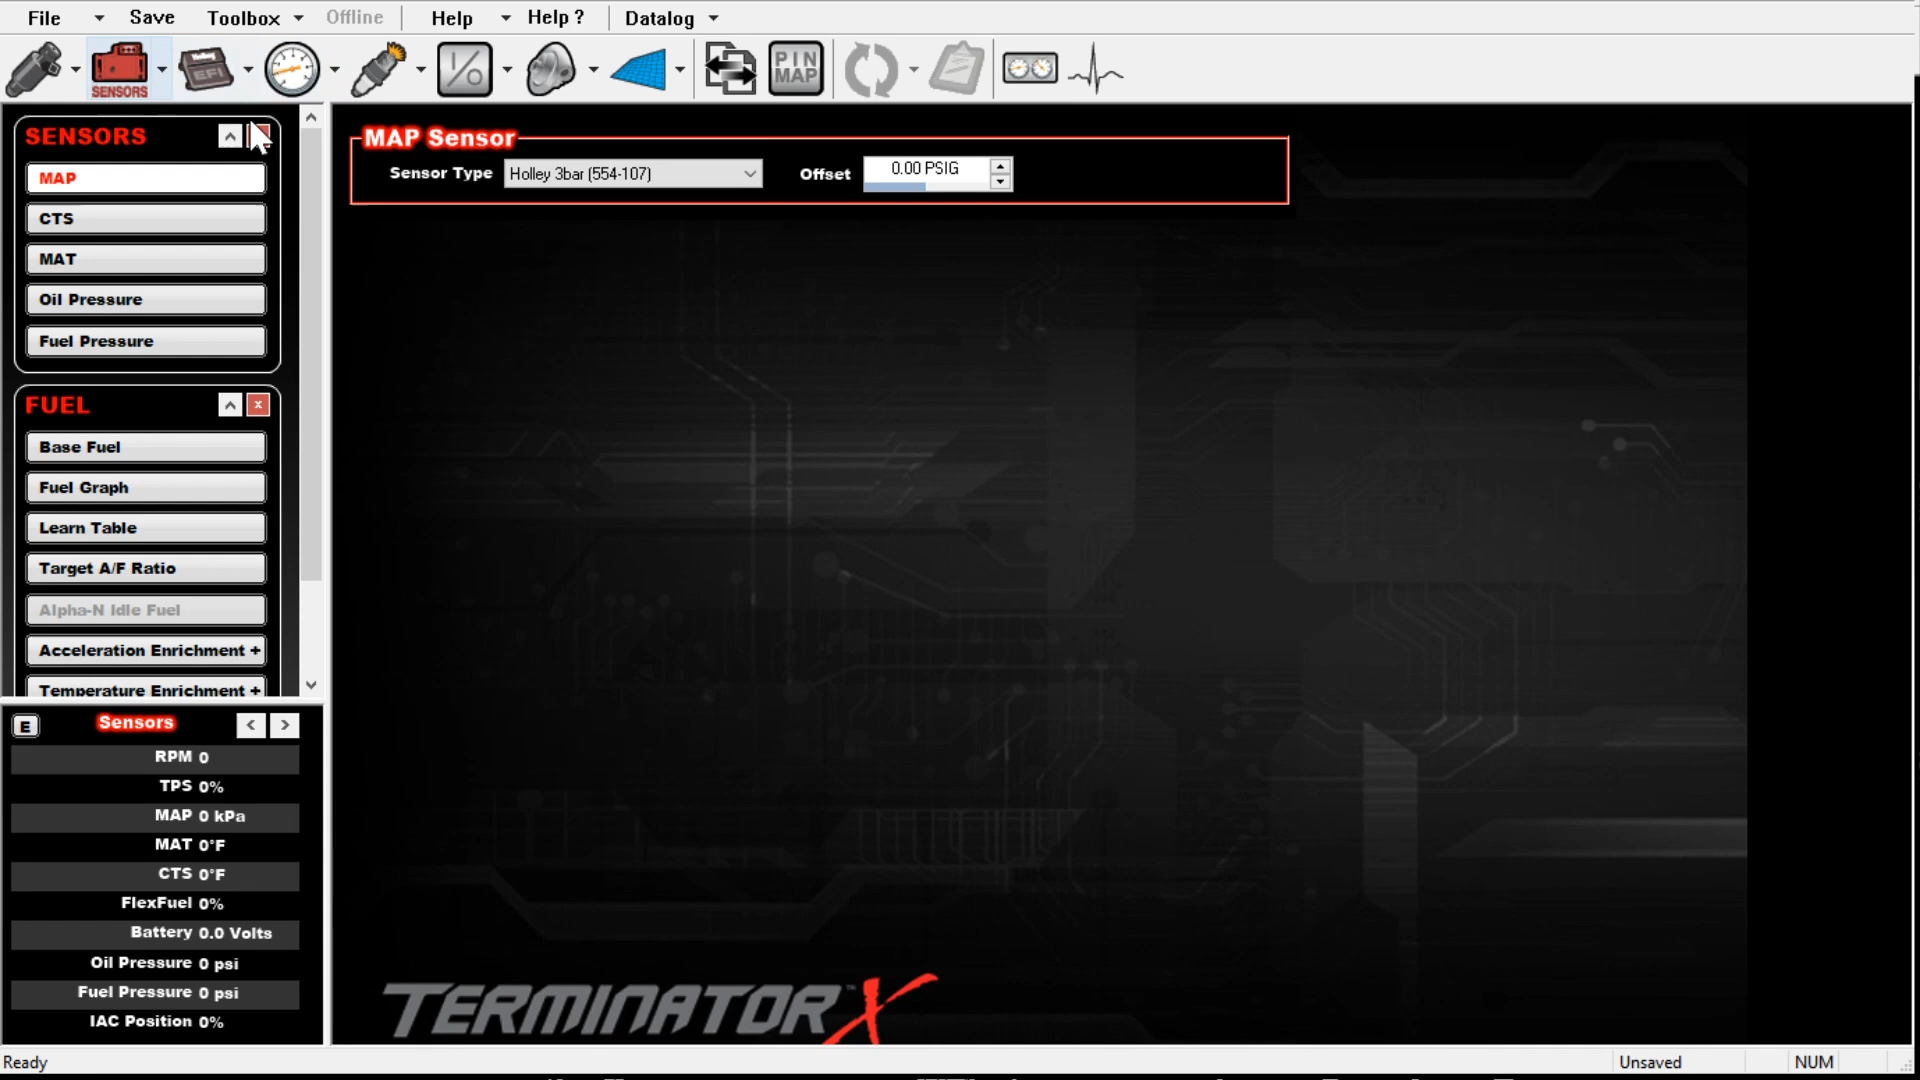 File Save Toolbox Offline Help Help ? Datalog
SENSORS
EFI
I/O
PIN
MAP
SENSORS
MAP
CTS
MAT
Oil Pressure
Fuel Pressure
FUEL
x
Base Fuel
Fuel Graph
Learn Table
Target A/F Ratio
Alpha-N Idle Fuel
Acceleration Enrichment +
Temperature Enrichment +
MAP Sensor
Sensor Type Holley 3bar (554-107) Offset 0.00 PSIG
E Sensors < >
RPM 0
TPS 0%
MAP 0 kPa
MAT 0°F
CTS 0°F
FlexFuel 0%
Battery 0.0 Volts
Oil Pressure 0 psi
Fuel Pressure 0 psi
IAC Position 0%
TERMINATOR X ™
Ready Unsaved NUM